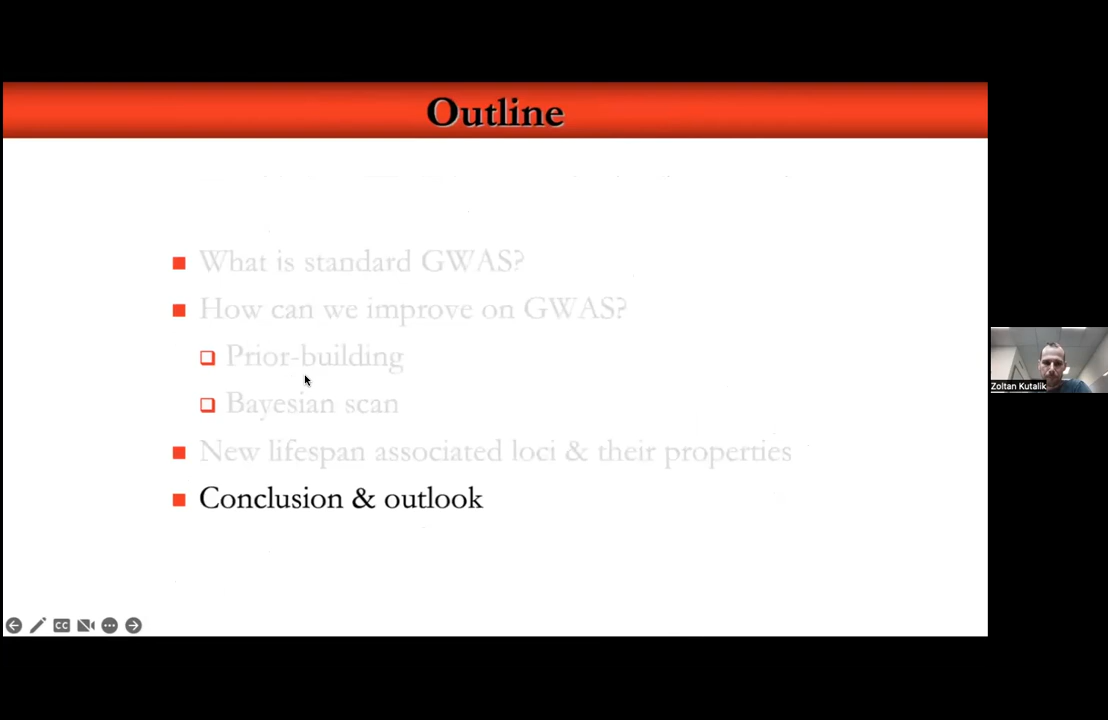 Outline
What is standard GWAS?
How can we improve on GWAS?
Prior-building
Bayesian scan
New lifespan associated loci & their properties
Conclusion & outlook
Zoltan Kutalik
CC